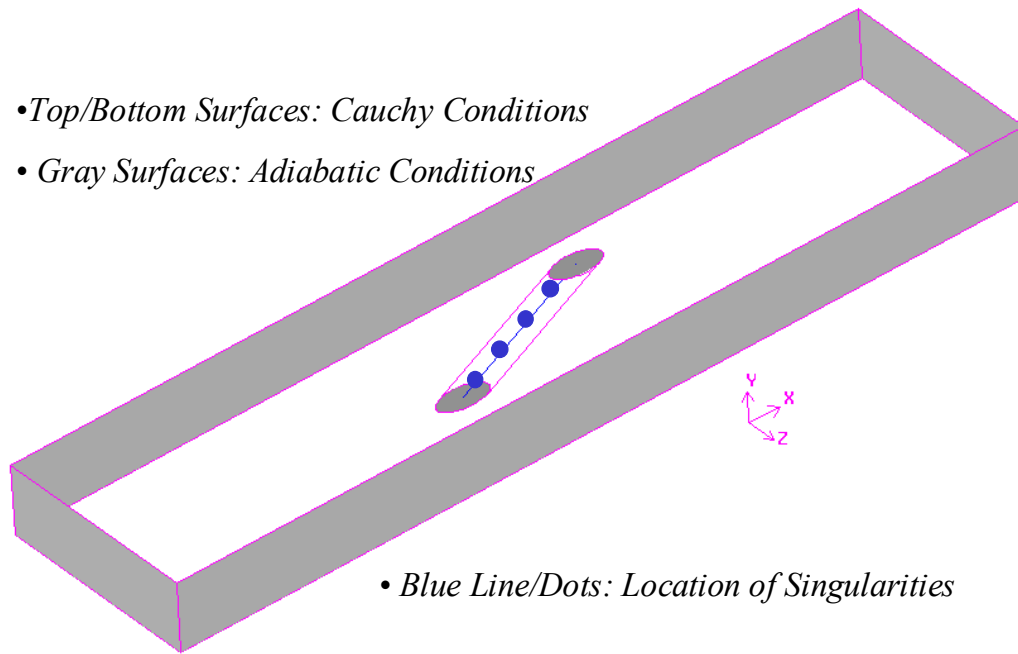 •Top/Bottom Surfaces: Cauchy Conditions
• Gray Surfaces: Adiabatic Conditions
Y
X
Z
• Blue Line/Dots: Location of Singularities